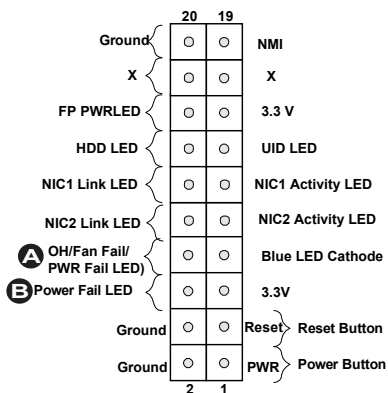 20 19
Ground NMI
X X
FP PWRLED 3.3 V
HDD LED UID LED
NIC1 Link LED NIC1 Activity LED
NIC2 Link LED NIC2 Activity LED
A OH/Fan Fail/
PWR Fail LED) Blue LED Cathode
B Power Fail LED 3.3V
Ground Reset Reset Button
Ground PWR Power Button
2 1